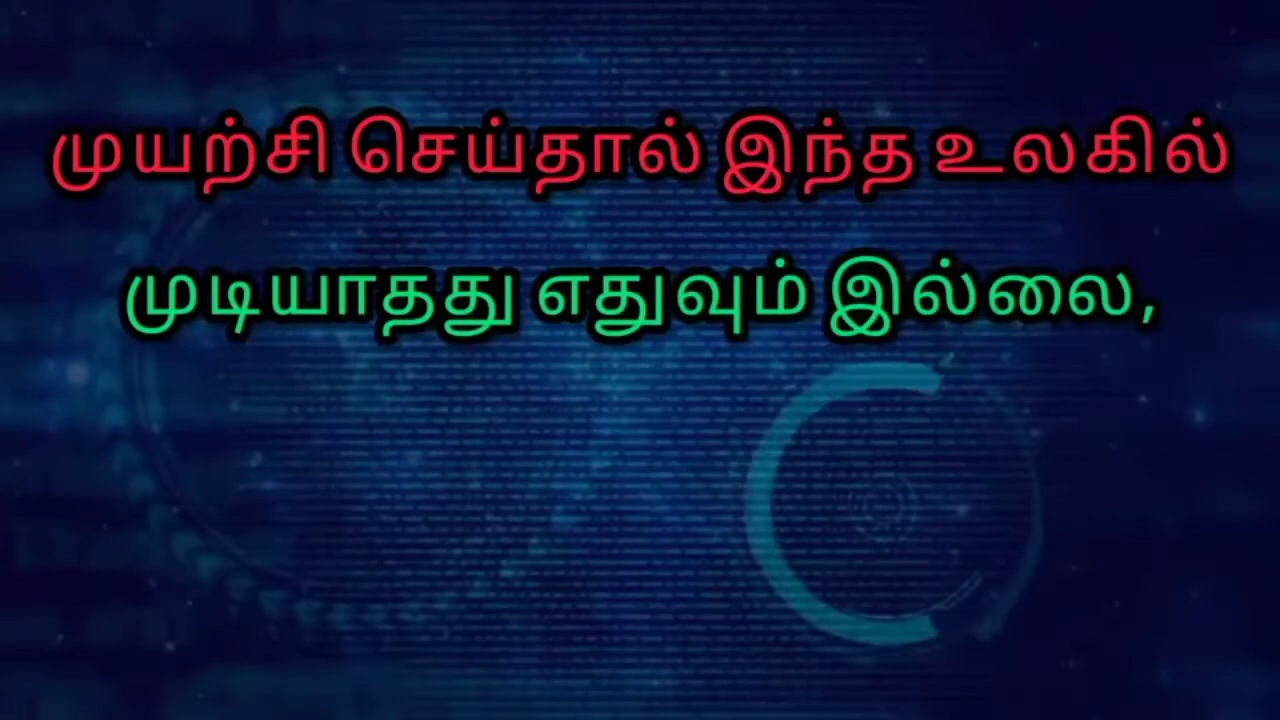 முயற்சி செய்தால் இந்த உலகில்
முடியாதது எதுவும் இல்லை,